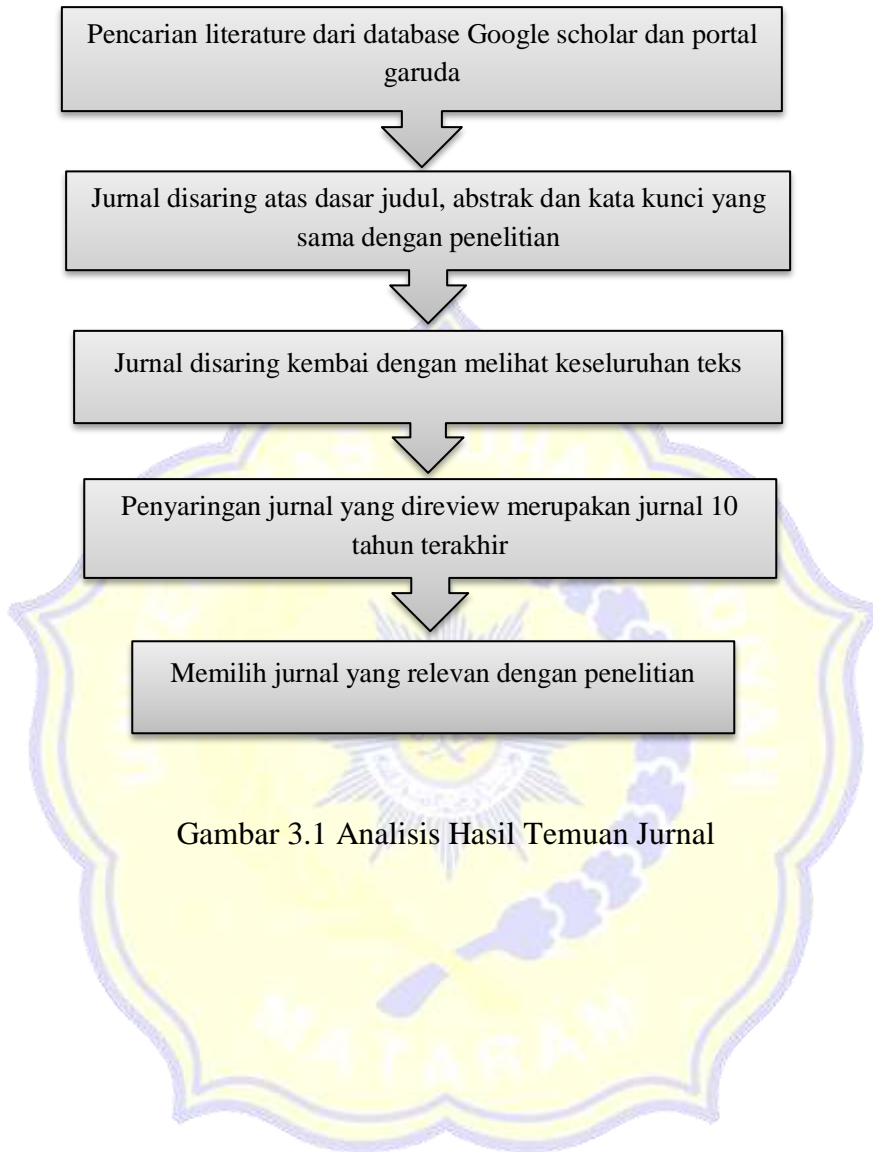 Pencarian literature dari database Google scholar dan portal
garuda
Jurnal disaring atas dasar judul, abstrak dan kata kunci yang
sama dengan penelitian
Jurnal disaring kembai dengan melihat keseluruhan teks
Penyaringan jurnal yang direview merupakan jurnal 10
tahun terakhir
Memilih jurnal yang relevan dengan penelitian
Gambar 3.1 Analisis Hasil Temuan Jurnal
MATARAM